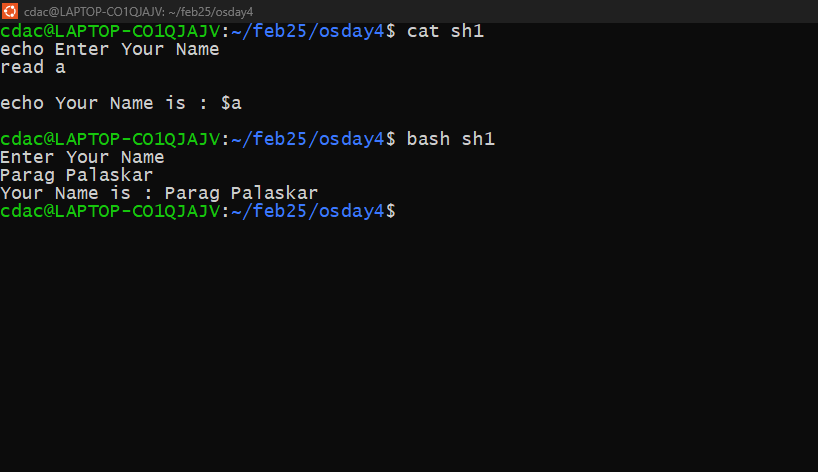 cdac@LAPTOP-CO1QJAJV: ~/feb25/osday4
cdac@LAPTOP-CO1QJAJV:~/feb25/osday4$ cat sh1
echo Enter Your Name
read a
echo Your Name is : $a
cdac@LAPTOP-CO1QJAJV:~/feb25/osday4$ bash sh1
Enter Your Name
Parag Palaskar
Your Name is : Parag Palaskar
cdac@LAPTOP-CO1QJAJV:~/feb25/osday4$